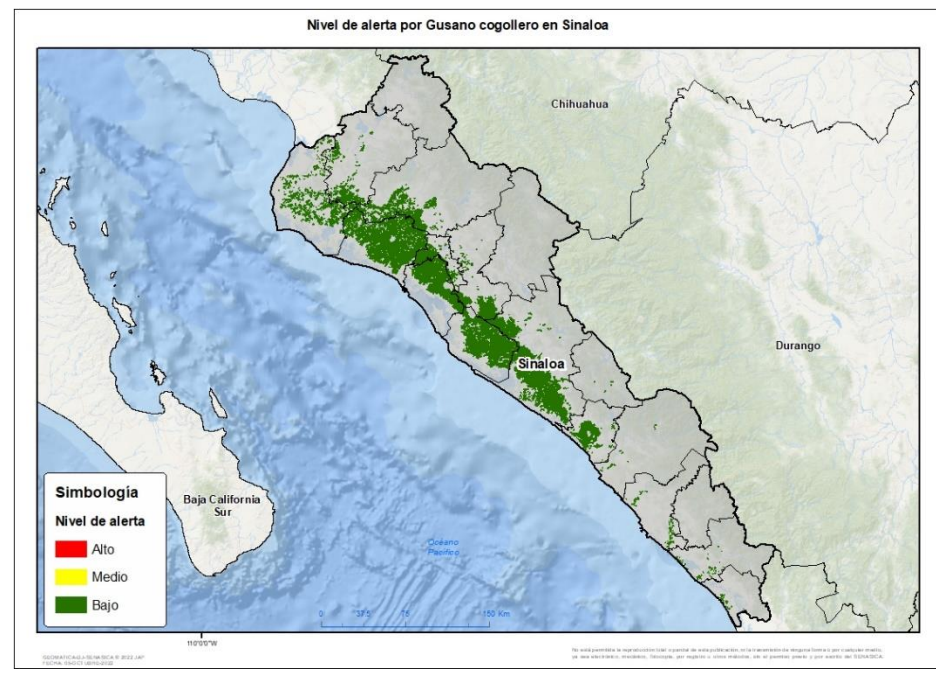 Nivel de alerta por Gusano cogollero en Sinaloa
Chihuahua
Durango
Sinaloa
Baja California
Sur
Océano
Pacífico
Simbología
Nivel de alerta
Alto
Medio
Bajo
0 37.5 75 150 Km
110°0'0"W